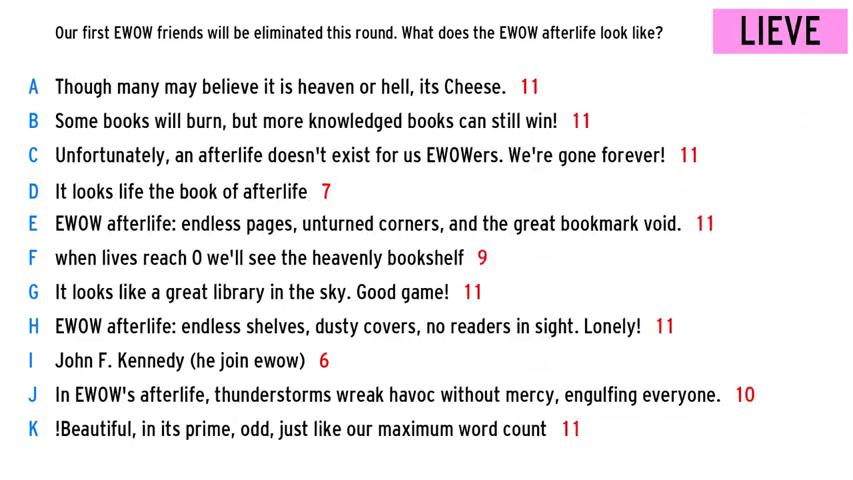 Our first EWOW friends will be eliminated this round. What does the EWOW afterlife look like?
LIEVE
A Though many may believe it is heaven or hell, its Cheese. 11
B Some books will burn, but more knowledged books can still win! 11
C Unfortunately, an afterlife doesn't exist for us EWOWers. We're gone forever! 11
D It looks life the book of afterlife 7
E EWOW afterlife: endless pages, unturned corners, and the great bookmark void. 11
F when lives reach 0 we'll see the heavenly bookshelf 9
G It looks like a great library in the sky. Good game! 11
H EWOW afterlife: endless shelves, dusty covers, no readers in sight. Lonely! 11
I John F. Kennedy (he join ewow) 6
J In EWOW's afterlife, thunderstorms wreak havoc without mercy, engulfing everyone. 10
K !Beautiful, in its prime, odd, just like our maximum word count 11